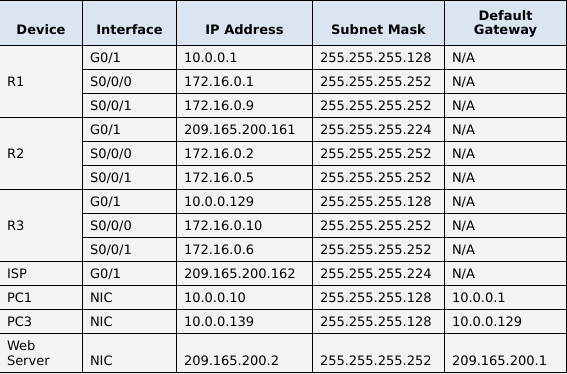 Device Interface IP Address Subnet Mask Default Gateway
R1 G0/1 10.0.0.1 255.255.255.128 N/A
S0/0/0 172.16.0.1 255.255.255.252 N/A
S0/0/1 172.16.0.9 255.255.255.252 N/A
R2 G0/1 209.165.200.161 255.255.255.224 N/A
S0/0/0 172.16.0.2 255.255.255.252 N/A
S0/0/1 172.16.0.5 255.255.255.252 N/A
R3 G0/1 10.0.0.129 255.255.255.128 N/A
S0/0/0 172.16.0.10 255.255.255.252 N/A
S0/0/1 172.16.0.6 255.255.255.252 N/A
ISP G0/1 209.165.200.162 255.255.255.224 N/A
PC1 NIC 10.0.0.10 255.255.255.128 10.0.0.1
PC3 NIC 10.0.0.139 255.255.255.128 10.0.0.129
Web Server NIC 209.165.200.2 255.255.255.252 209.165.200.1